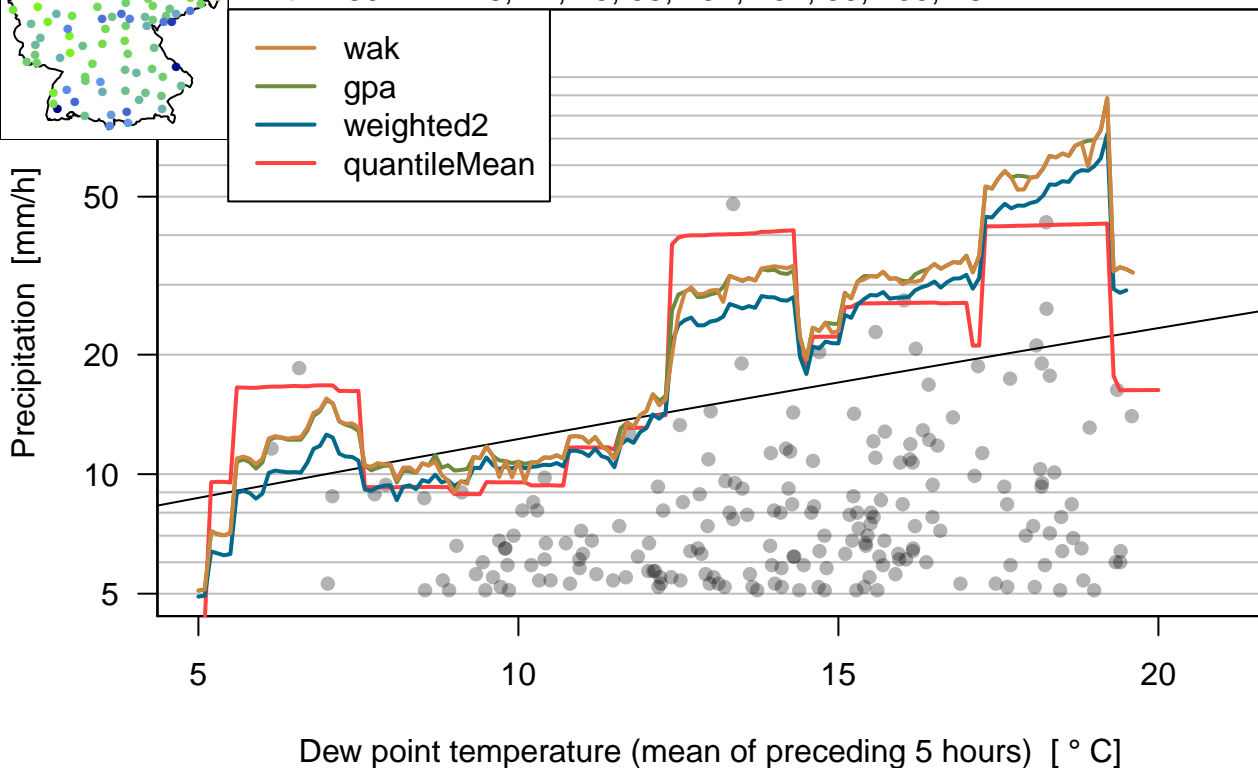 wak
gpa
weighted2
quantileMean
Precipitation [mm/h]
50
20
10
5
5
10
15
20
Dew point temperature (mean of preceding 5 hours) [ ° C]